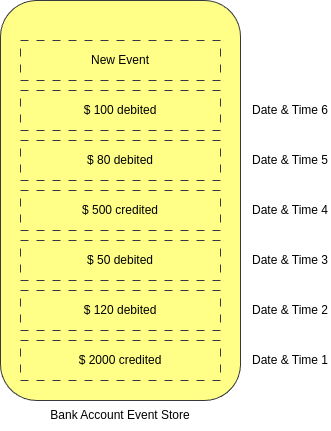 New Event
$ 100 debited
Date & Time 6
$ 80 debited
Date & Time 5
$ 500 credited
Date & Time 4
$ 50 debited
Date & Time 3
$ 120 debited
Date & Time 2
$ 2000 credited
Date & Time 1
Bank Account Event Store